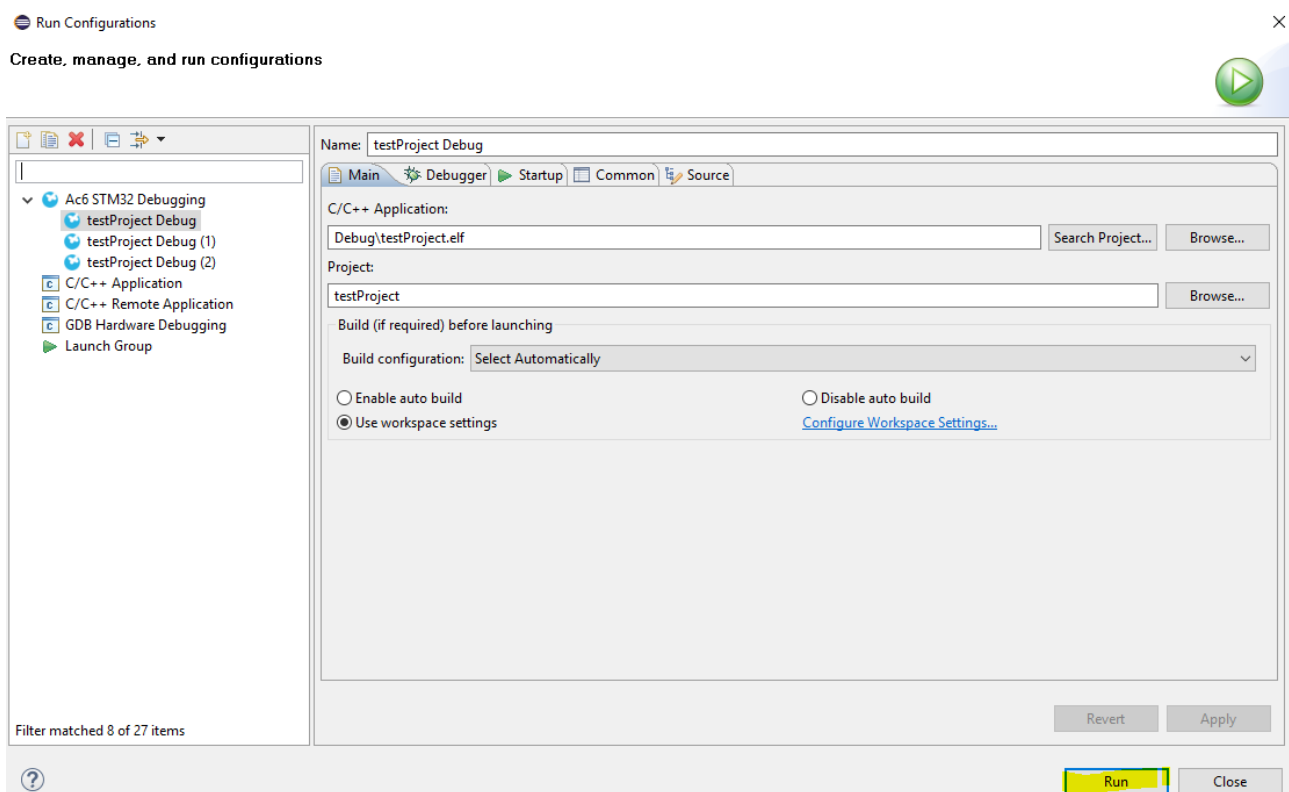 Run Configurations
Create, manage, and run configurations
Name: testProject Debug
Main Debugger Startup Common Source
Ac6 STM32 Debugging
testProject Debug
testProject Debug (1)
testProject Debug (2)
C/C++ Application
C/C++ Remote Application
GDB Hardware Debugging
Launch Group
Filter matched 8 of 27 items
C/C++ Application:
Debug\testProject.elf Search Project... Browse...
Project:
testProject Browse...
Build (if required) before launching
Build configuration: Select Automatically
Enable auto build Disable auto build
Use workspace settings Configure Workspace Settings...
Revert Apply
Run Close